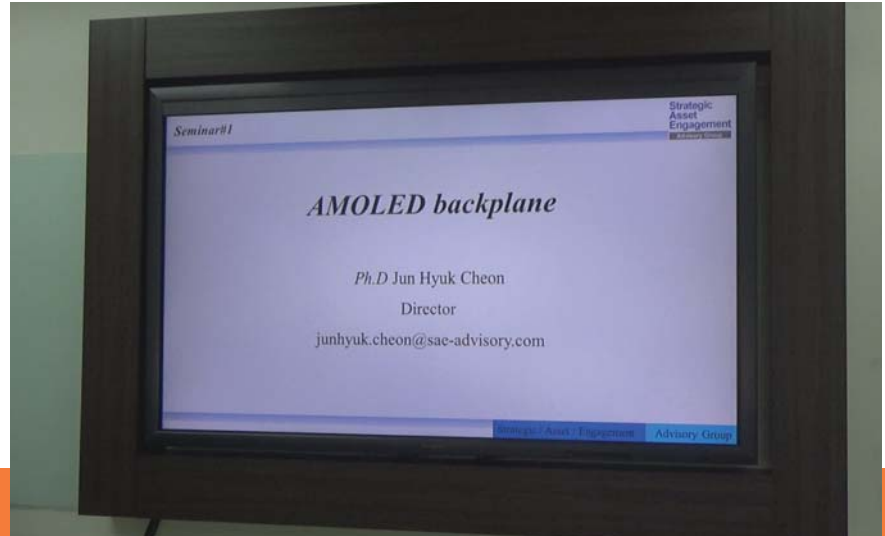 Seminar#1
Strategic
Asset
Engagement
Advisory Group
AMOLED backplane
Ph.D Jun Hyuk Cheon
Director
junhyuk.cheon@sae-advisory.com
Strategic / Asset / Engagement
Advisory Group